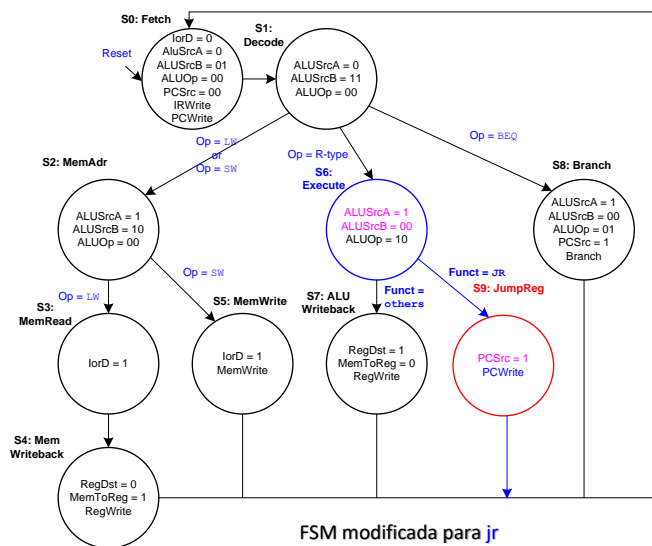 S0: Fetch
S1:
Decode
Reset
IorD = 0
AluSrcA = 0
ALUSrcB = 01
ALUOp = 00
PCSrc = 00
IRWrite
PCWrite
ALUSrcA = 0
ALUSrcB = 11
ALUOp = 00
Op = LW
or
Op = SW
Op = R-type
Op = BEQ
S2: MemAdr
S6:
Execute
S8: Branch
ALUSrcA = 1
ALUSrcB = 10
ALUOp = 00
ALUSrcA = 1
ALUSrcB = 00
ALUOp = 10
ALUSrcA = 1
ALUSrcB = 00
ALUOp = 01
PCSrc = 1
Branch
Op = SW
Op = LW
Funct = JR
Funct =
others
S3:
MemRead
S5: MemWrite
S7: ALU
Writeback
S9: JumpReg
IorD = 1
IorD = 1
MemWrite
RegDst = 1
MemToReg = 0
RegWrite
PCSrc = 1
PCWrite
S4: Mem
Writeback
RegDst = 0
MemToReg = 1
RegWrite
FSM modificada para jr